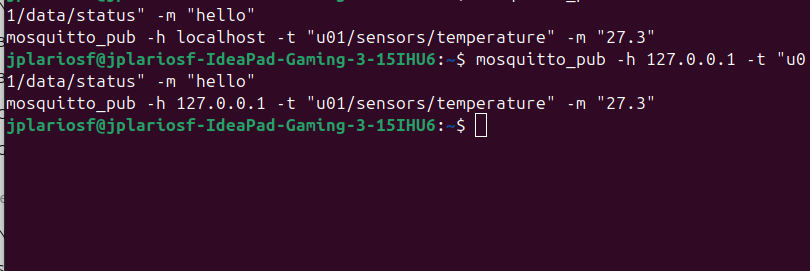 1/data/status" -m "hello"
mosquitto_pub -h localhost -t "u01/sensors/temperature" -m "27.3"
jplariosf@jplariosf-IdeaPad-Gaming-3-15IHU6:~$ mosquitto_pub -h 127.0.0.1 -t "u0
1/data/status" -m "hello"
mosquitto_pub -h 127.0.0.1 -t "u01/sensors/temperature" -m "27.3"
jplariosf@jplariosf-IdeaPad-Gaming-3-15IHU6:~$